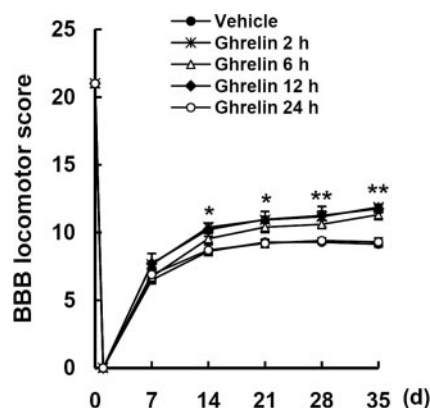 Vehicle
Ghrelin 2 h
Ghrelin 6 h
Ghrelin 12 h
Ghrelin 24 h
BBB locomotor score
25
20
15
10
5
0
* * ** **
0 7 14 21 28 35 (d)